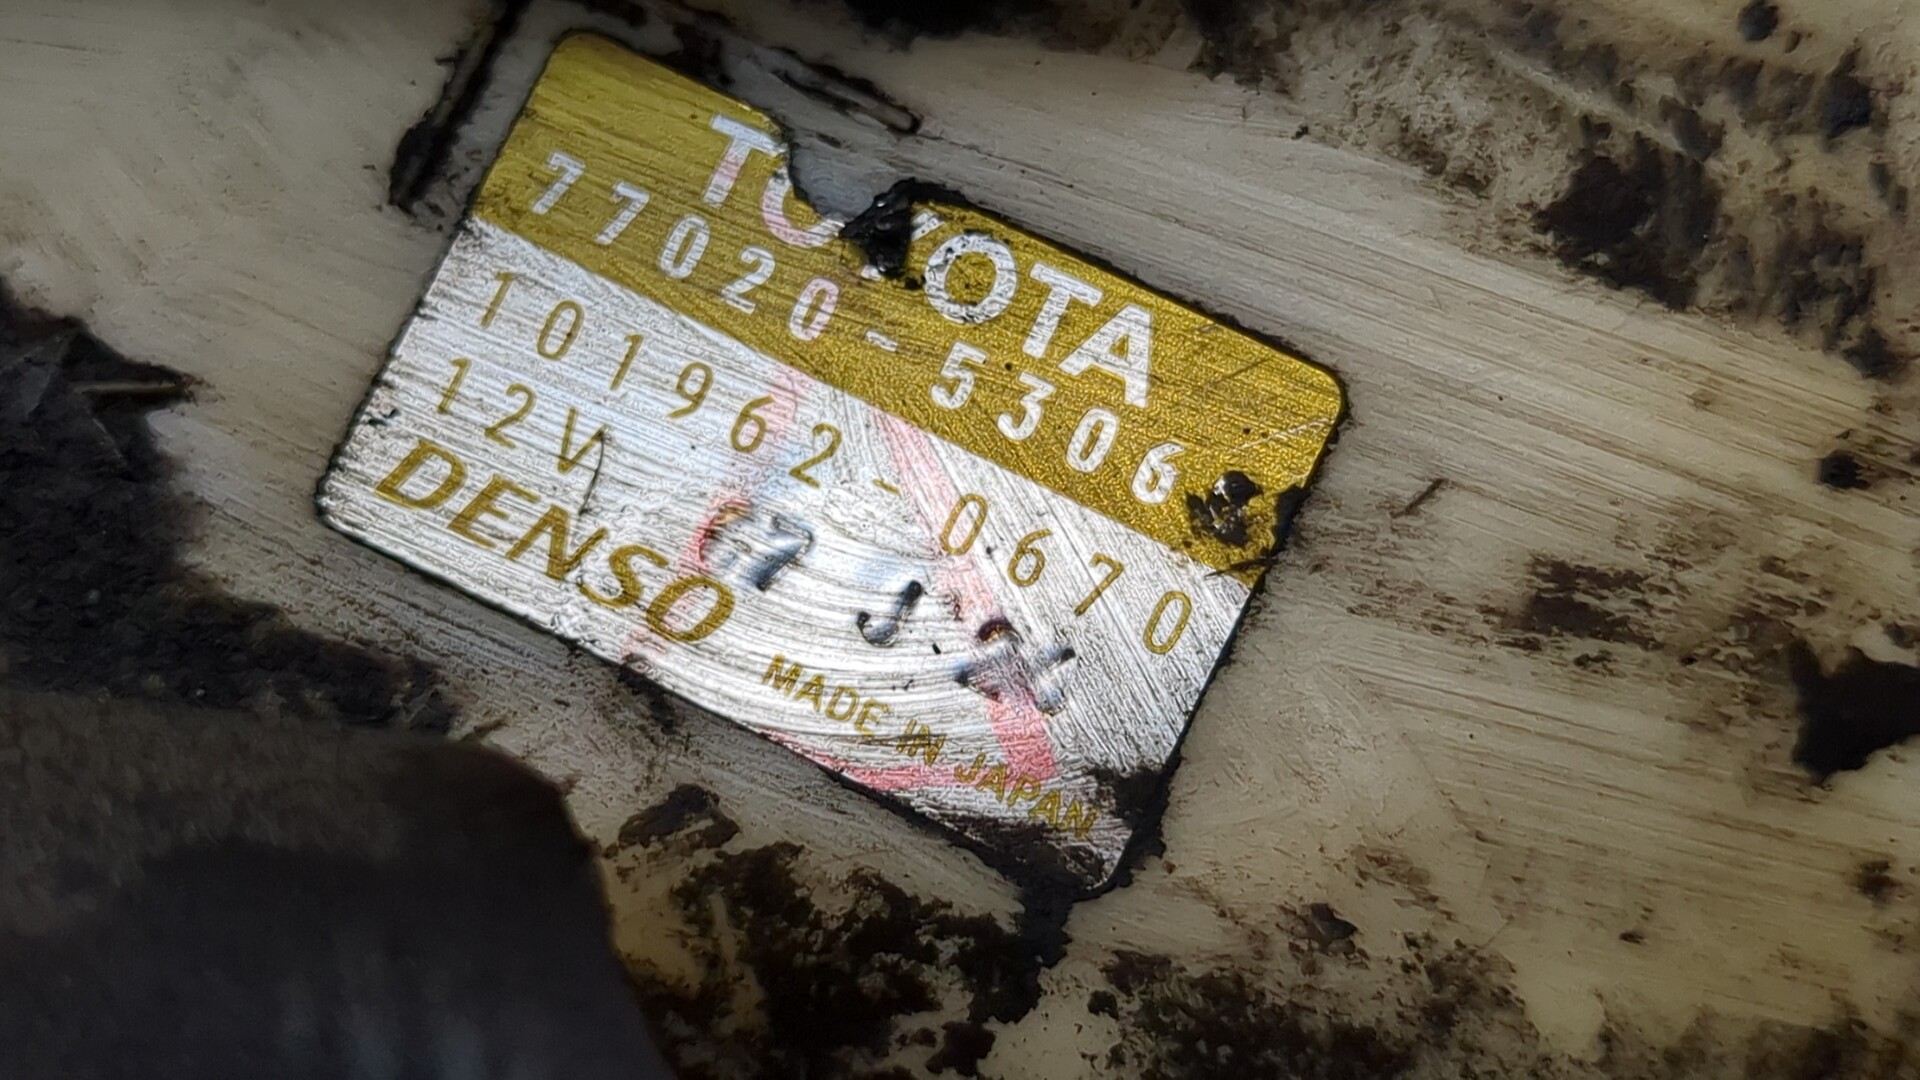 TOYOTA
77020-5306
101962-0670
12V
DENSO
MADE IN JAPAN